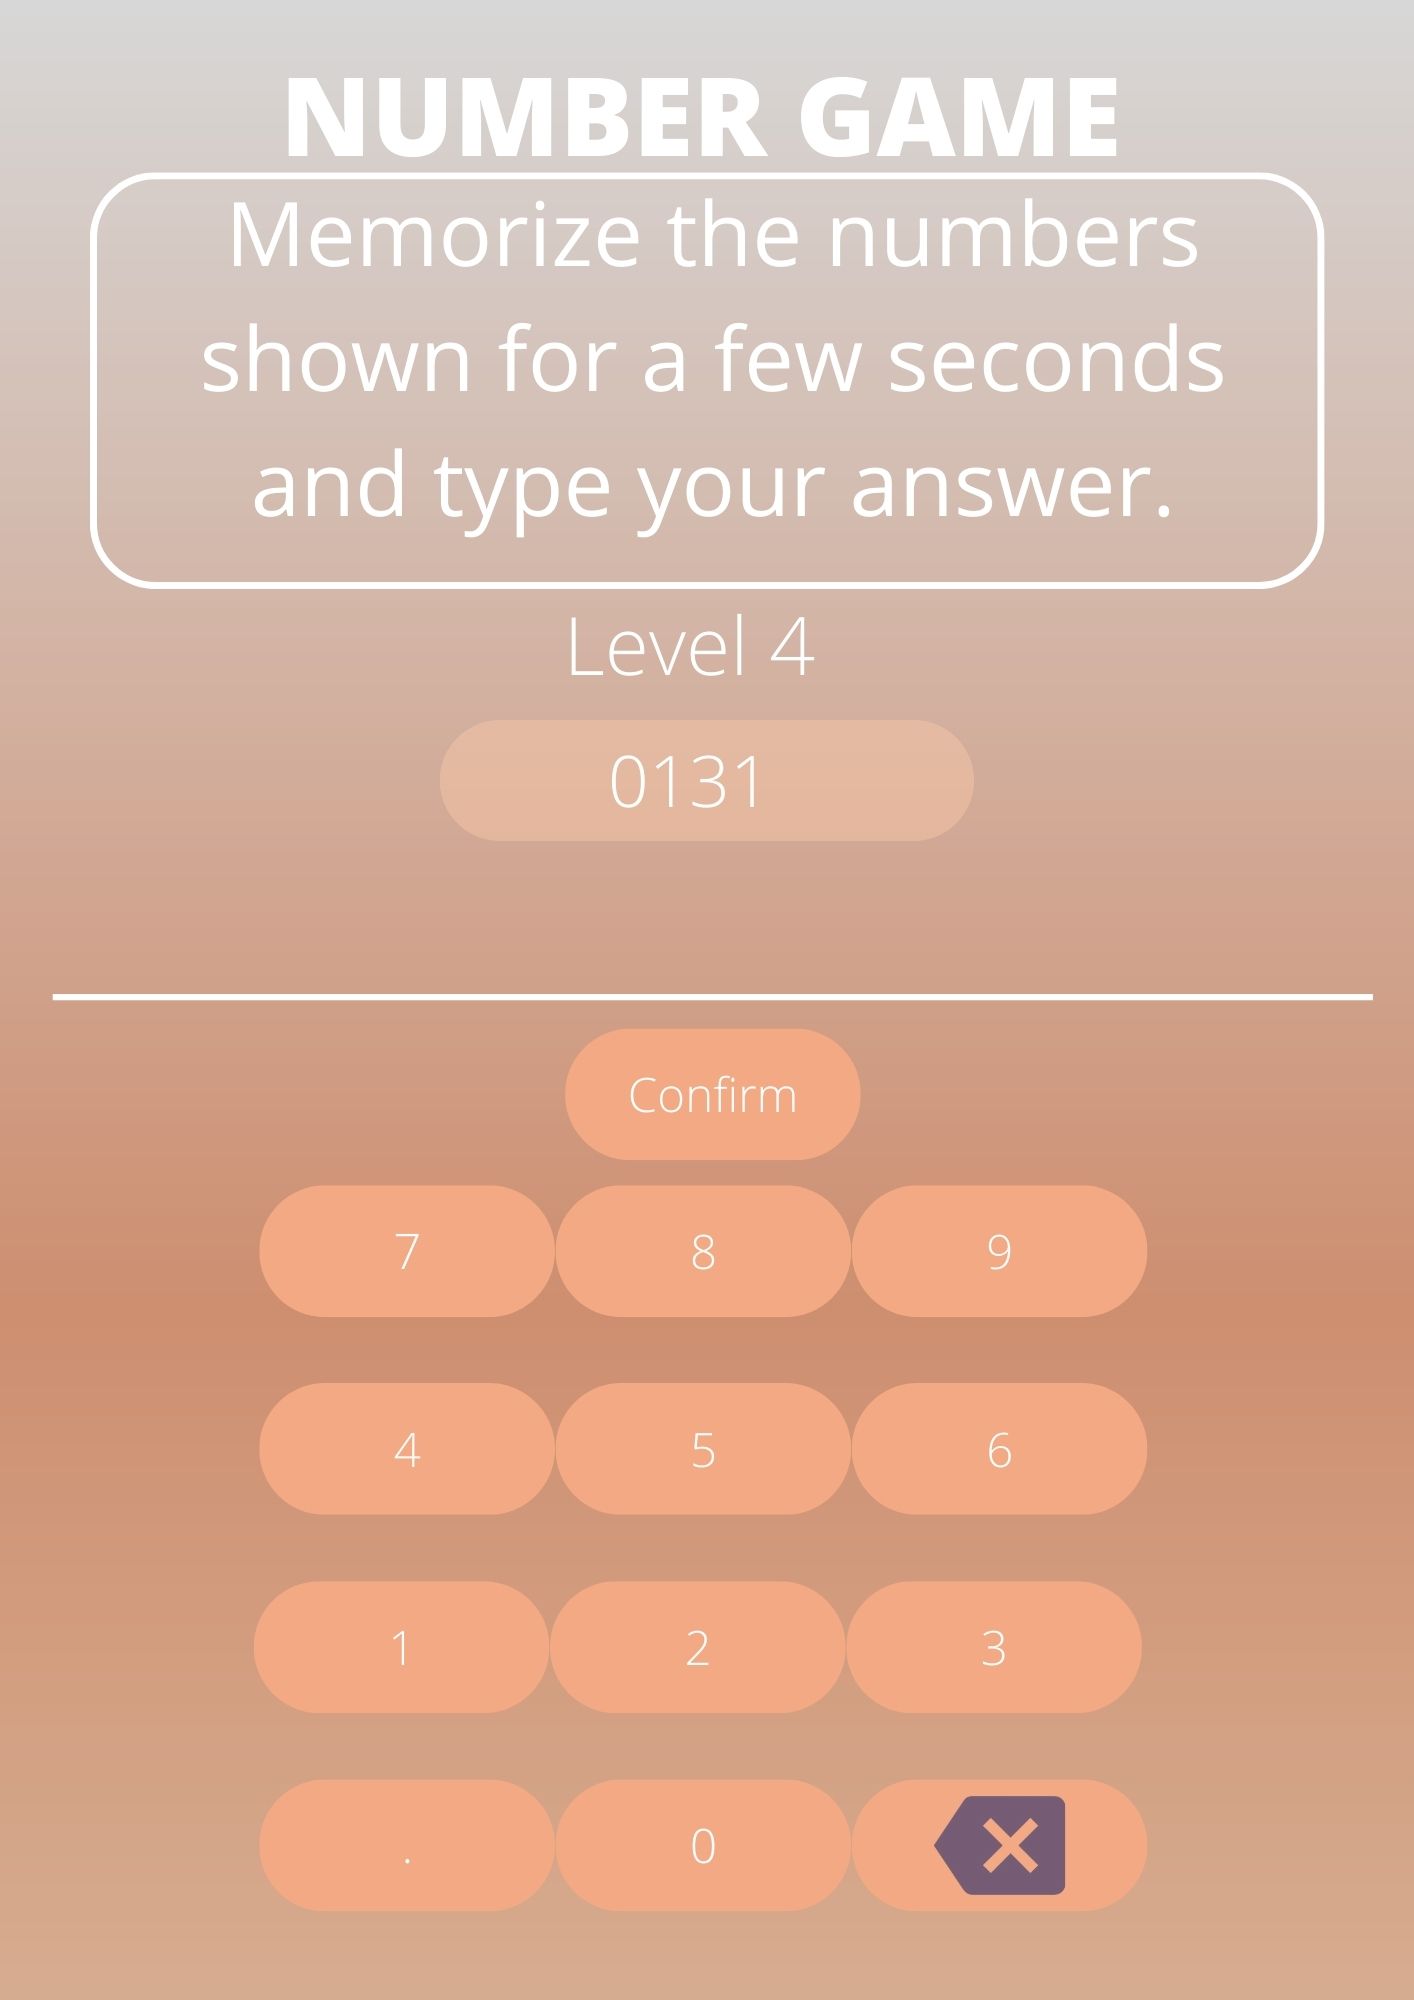 NUMBER GAME
Memorize the numbers
shown for a few seconds
and type your answer.
Level 4
0131
Confirm
7 8 9
4 5 6
1 2 3
. 0